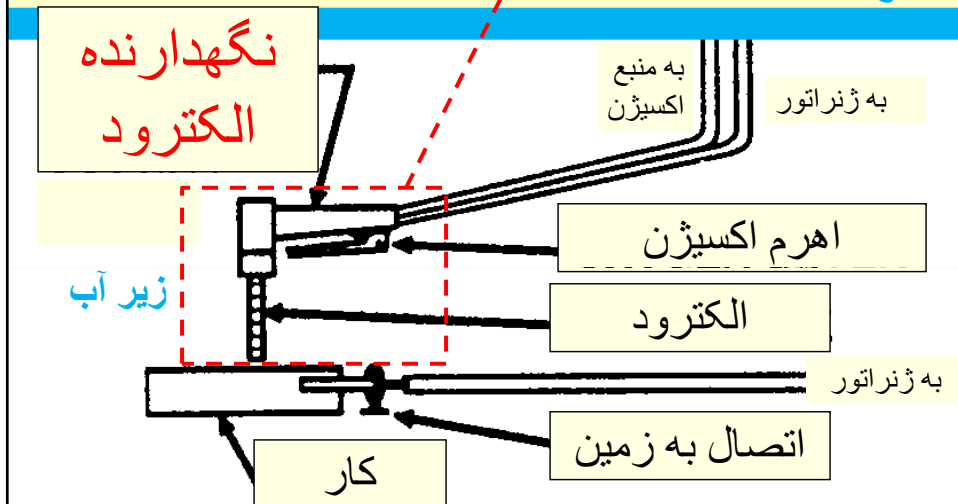 نگهدارنده
الکترود
به منبع
اکسیژن
به ژنراتور
اهرم اکسیژن
زیر آب
الکترود
به ژنراتور
اتصال به زمین
کار